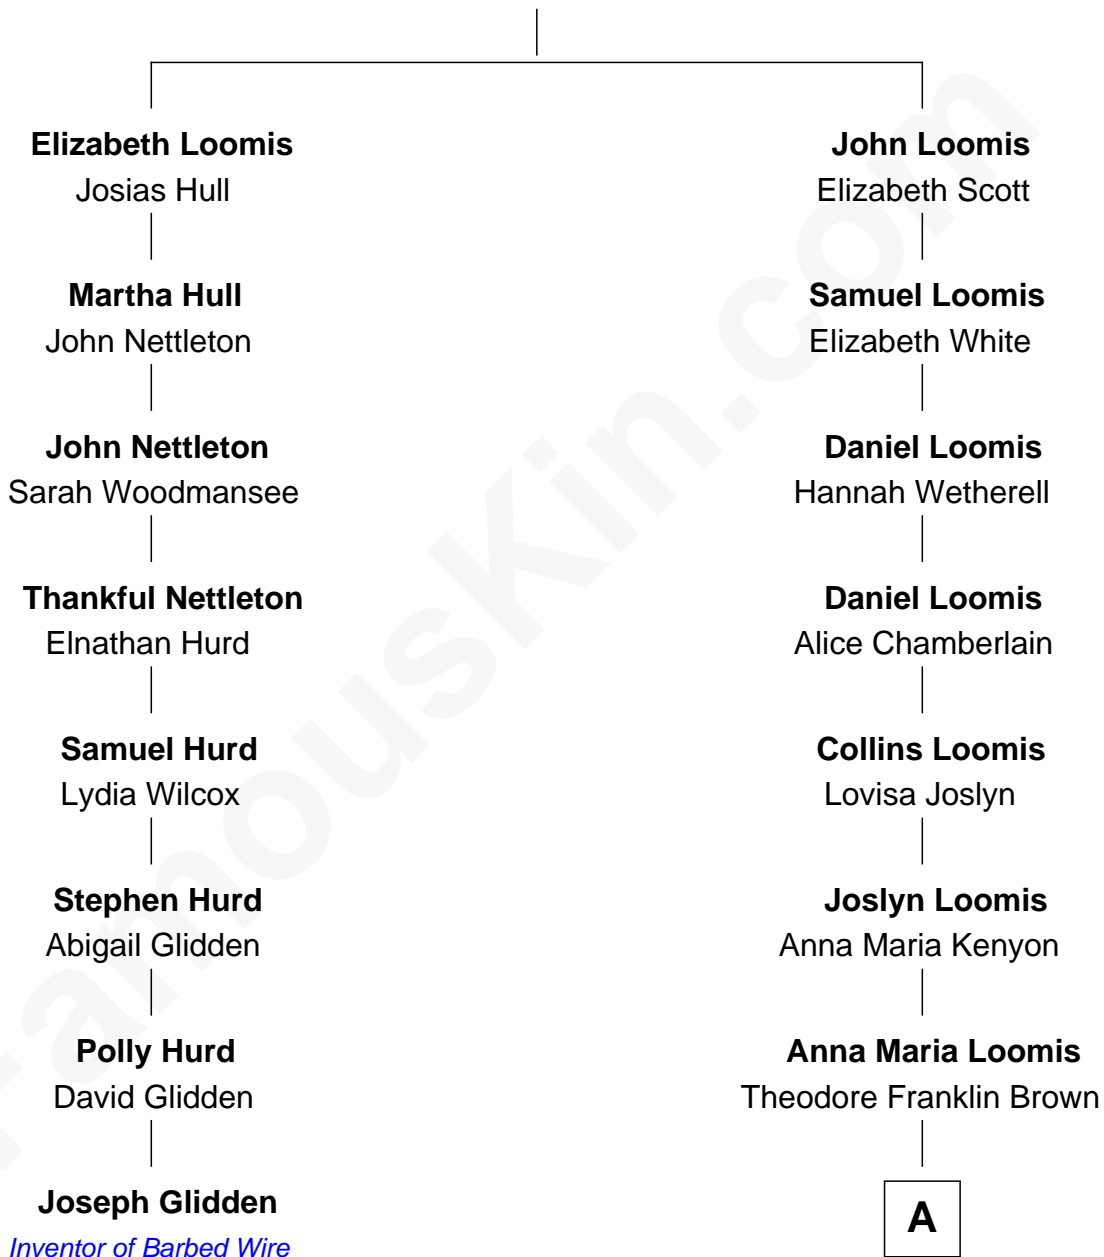 Elizabeth Loomis
Josias Hull
Martha Hull
John Nettleton
John Nettleton
Sarah Woodmansee
Thankful Nettleton
Elnathan Hurd
Samuel Hurd
Lydia Wilcox
Stephen Hurd
Abigail Glidden
Polly Hurd
David Glidden
Joseph Glidden
Inventor of Barbed Wire
John Loomis
Elizabeth Scott
Samuel Loomis
Elizabeth White
Daniel Loomis
Hannah Wetherell
Daniel Loomis
Alice Chamberlain
Collins Loomis
Lovisa Joslyn
Joslyn Loomis
Anna Maria Kenyon
Anna Maria Loomis
Theodore Franklin Brown
A
FamousKin.com